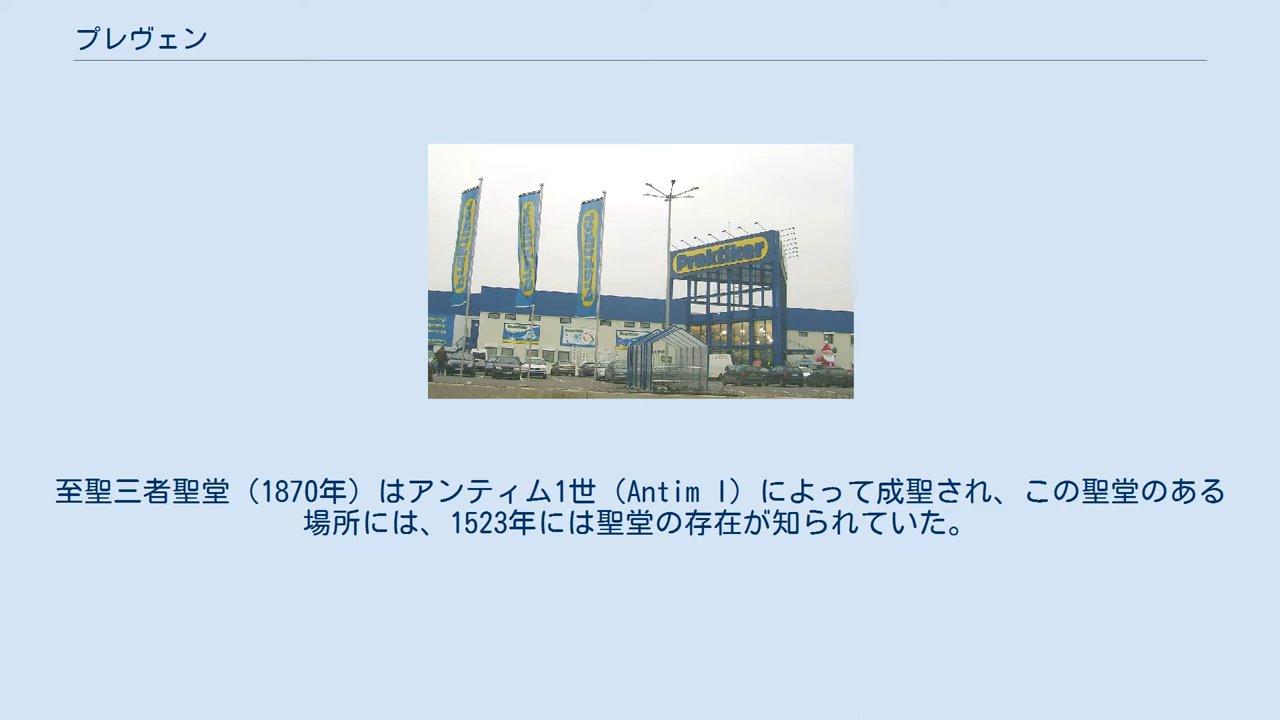 プレヴェン
Praktiker
至聖三者聖堂（1870年）はアンティム1世（Antim I）によって成聖され、この聖堂のある
場所には、1523年には聖堂の存在が知られていた。